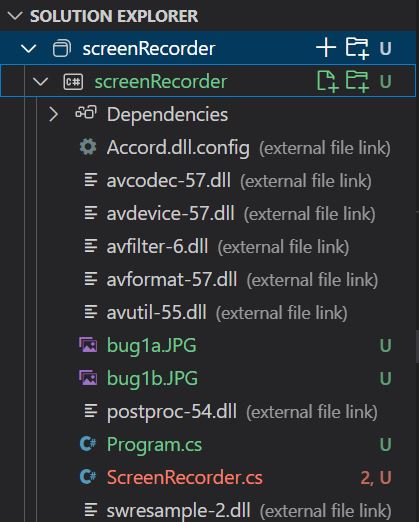 SOLUTION EXPLORER
screenRecorder U
C# screenRecorder
Dependencies
Accord.dll.config (external file link)
avcodec-57.dll (external file link)
avdevice-57.dll (external file link)
avfilter-6.dll (external file link)
avformat-57.dll (external file link)
avutil-55.dll (external file link)
bug1a.JPG U
bug1b.JPG U
postproc-54.dll (external file link)
C# Program.cs U
C# ScreenRecorder.cs 2, U
swresample-2.dll (external file link)